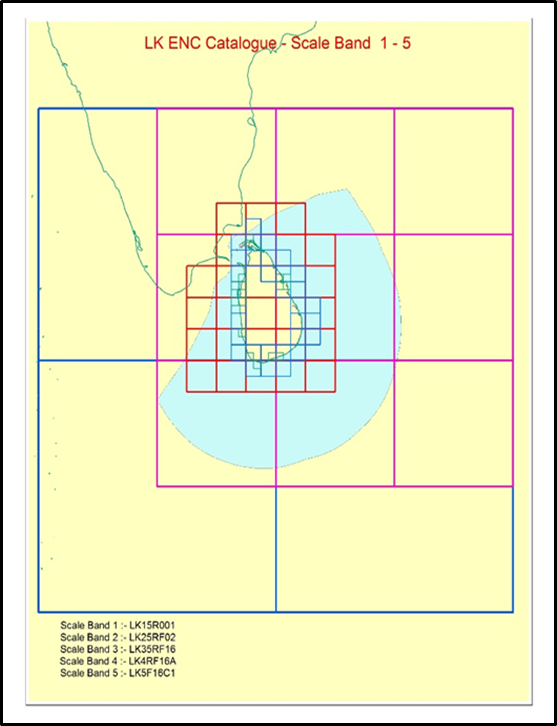 LK ENC Catalogue - Scale Band 1 - 5
Scale Band 1 :- LK15R001
Scale Band 2 :- LK25RF02
Scale Band 3 :- LK35RF16
Scale Band 4 :- LK4RF16A
Scale Band 5 :- LK5F16C1